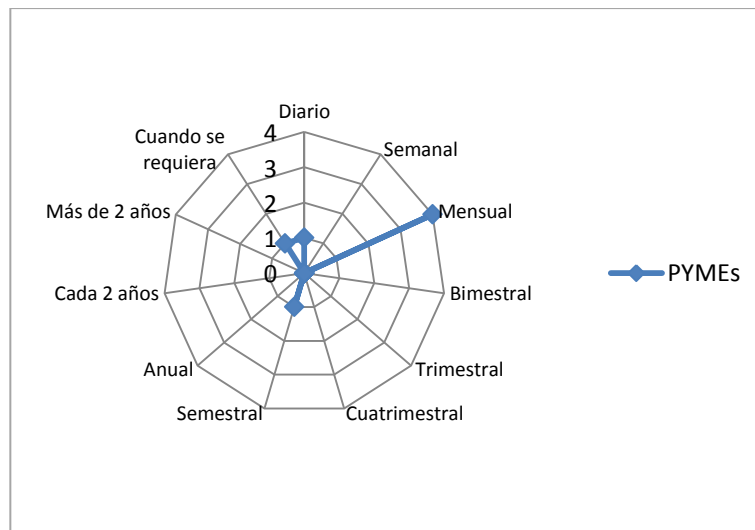 Diario
Semanal
Mensual
Bimestral
Trimestral
Cuatrimestral
Semestral
Anual
Cada 2 años
Más de 2 años
Cuando se
requiera
4
3
2
1
0
PYMEs